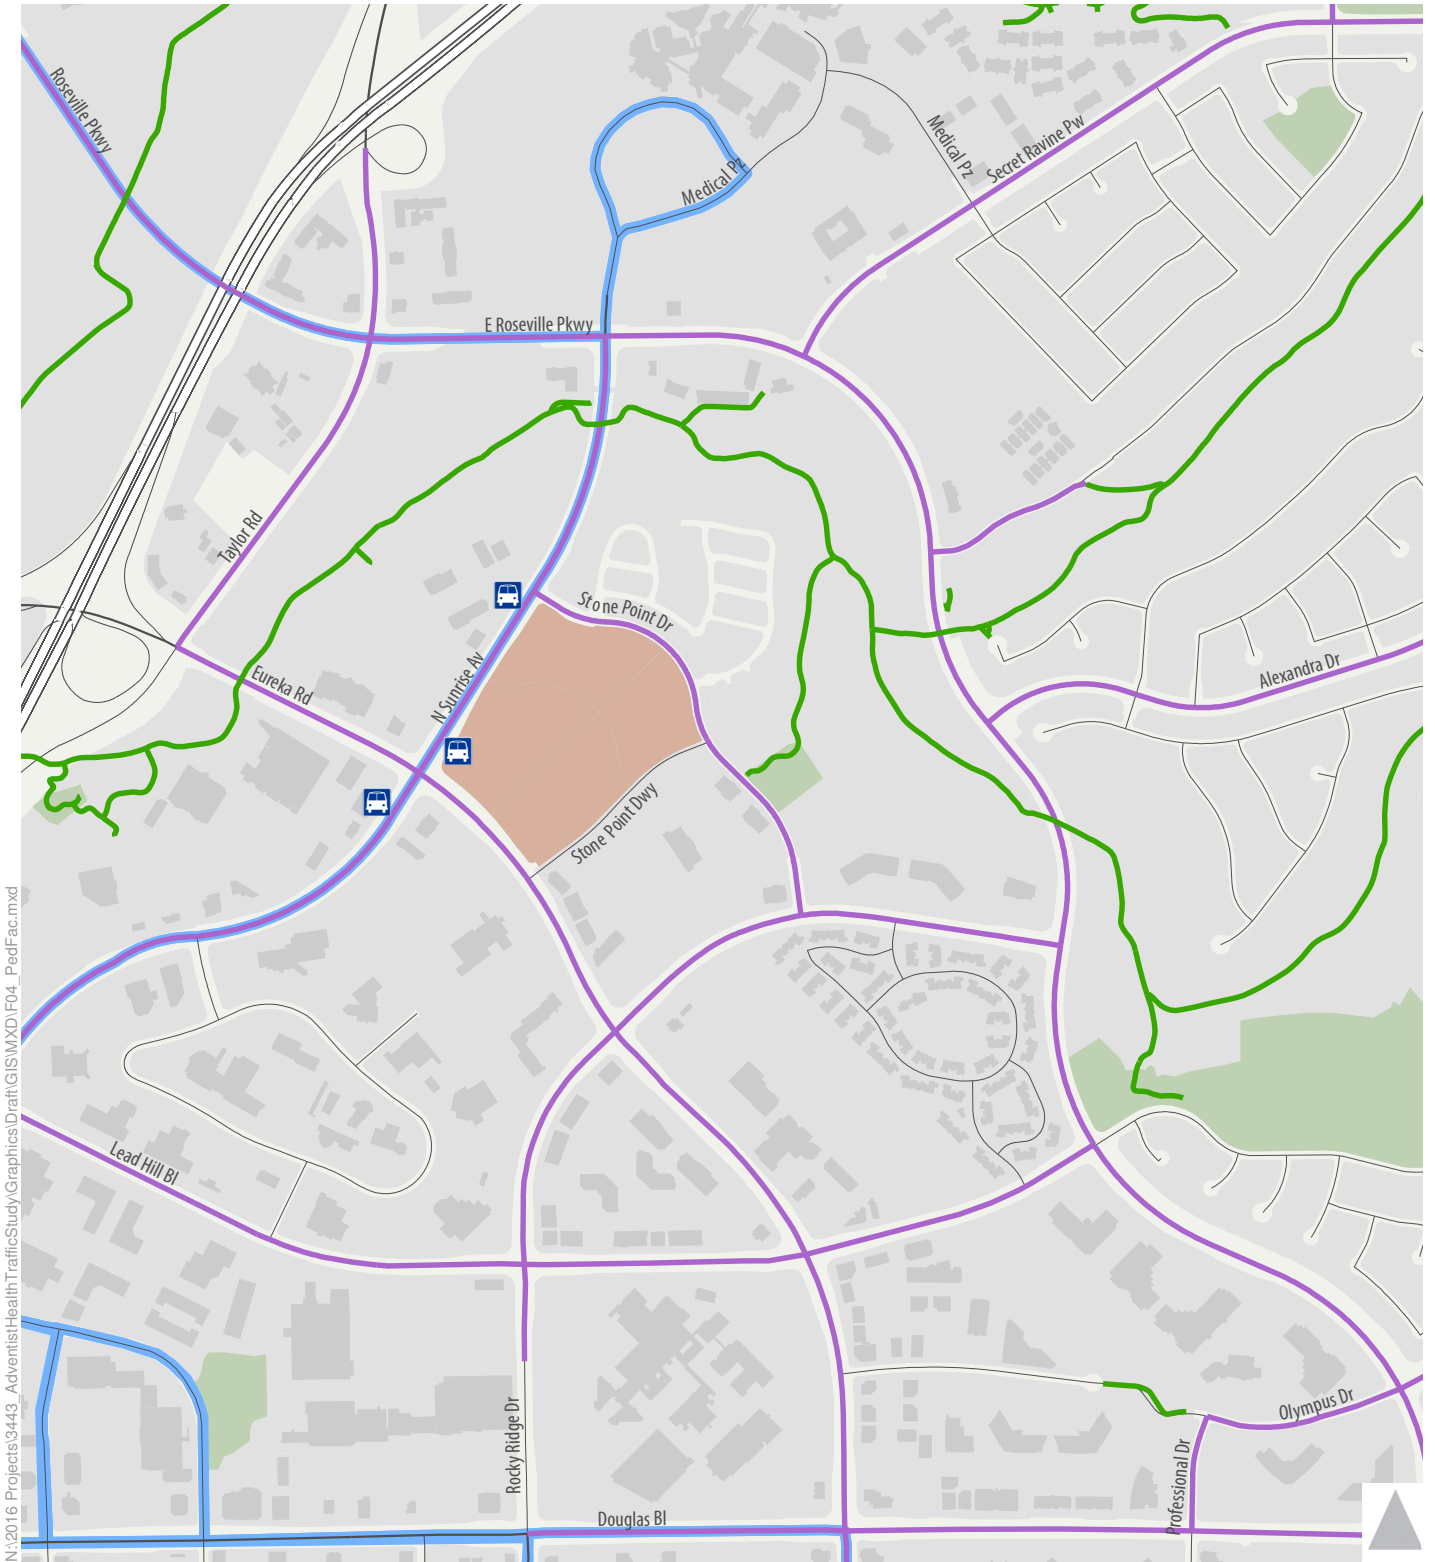 Roseville Pkwy
Medical Pz
Medical Pz
Secret Ravine Pw
E Roseville Pkwy
Taylor Rd
Stone Point Dr
N Sunrise Av
Eureka Rd
Alexandra Dr
Stone Point Dwy
Lead Hill Bl
Rocky Ridge Dr
Olympus Dr
Professional Dr
Douglas Bl
N:\2016 Projects\3443_AdventistHealthTrafficStudy\Graphics\Draft\GIS\MXD\F04_PedFac.mxd